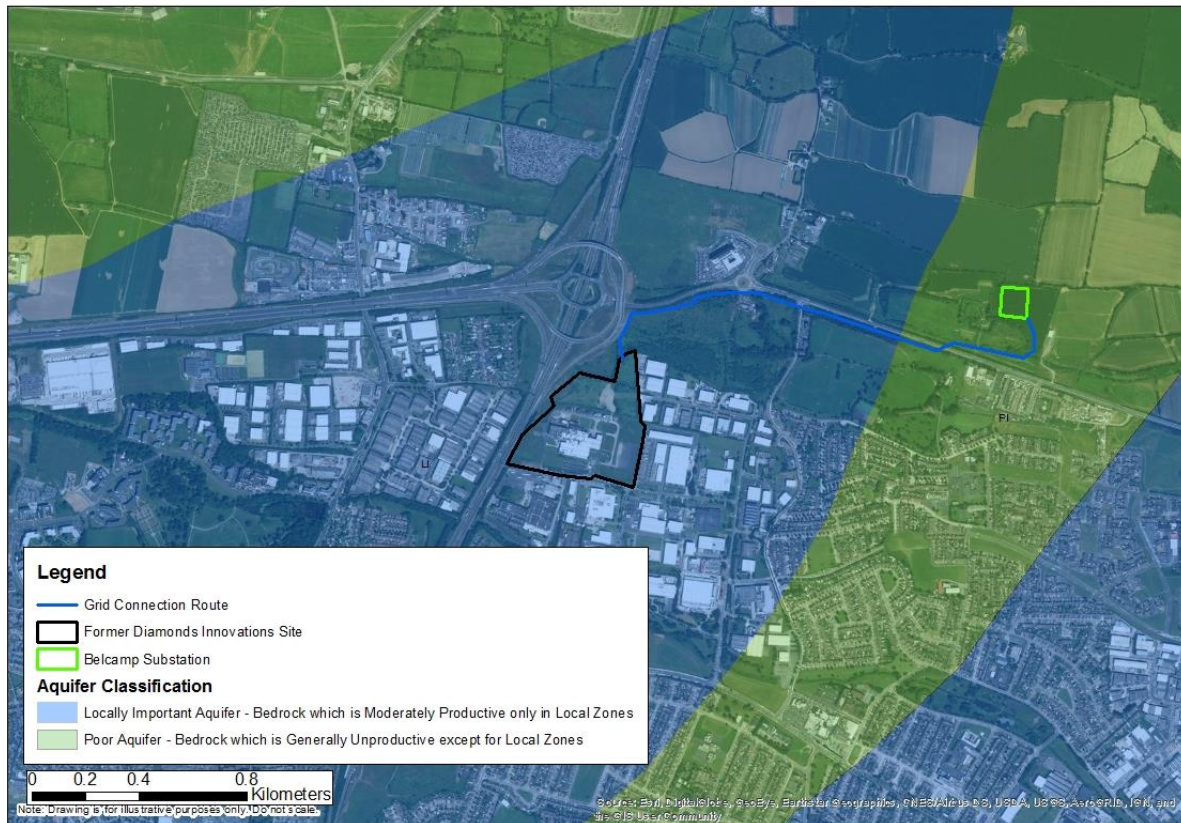 Pl
Ll
Legend
Grid Connection Route
Former Diamonds Innovations Site
Belcamp Substation
Aquifer Classification
Locally Important Aquifer - Bedrock which is Moderately Productive only in Local Zones
Poor Aquifer - Bedrock which is Generally Unproductive except for Local Zones
0 0.2 0.4 0.8
Kilometers
Note: Drawing is for illustrative purposes only. Do not scale.
Source: Esri, DigitalGlobe, GeoEye, Earthstar Geographics, CNES/Airbus DS, USDA, USGS, AeroGRID, IGN, and
the GIS User Community